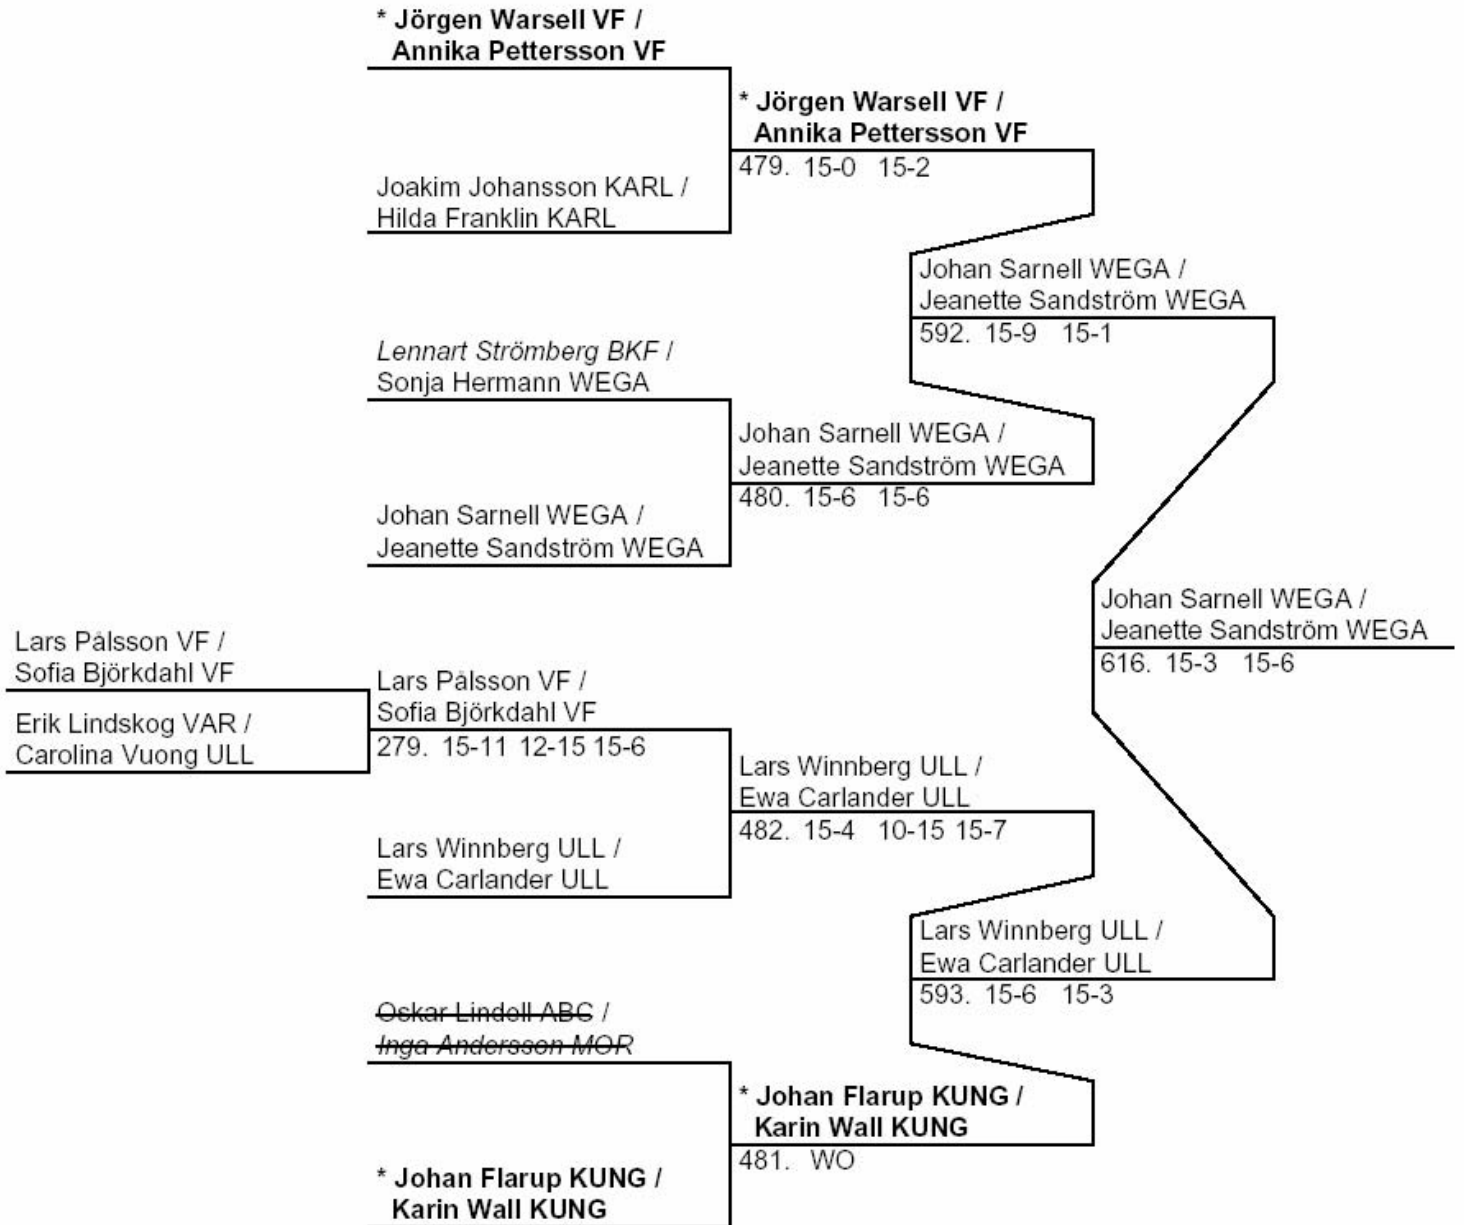 * Jörgen Warsell VF /
Annika Pettersson VF
* Jörgen Warsell VF /
Annika Pettersson VF
479. 15-0 15-2
Joakim Johansson KARL /
Hilda Franklin KARL
Johan Sarnell WEGA /
Jeanette Sandström WEGA
592. 15-9 15-1
Lennart Strömberg BKF /
Sonja Hermann WEGA
Johan Sarnell WEGA /
Jeanette Sandström WEGA
480. 15-6 15-6
Johan Sarnell WEGA /
Jeanette Sandström WEGA
Johan Sarnell WEGA /
Jeanette Sandström WEGA
616. 15-3 15-6
Lars Pålsson VF /
Sofia Björkdahl VF
Erik Lindskog VAR /
Carolina Vuong ULL
Lars Pålsson VF /
Sofia Björkdahl VF
279. 15-11 12-15 15-6
Lars Winnberg ULL /
Ewa Carlander ULL
482. 15-4 10-15 15-7
Lars Winnberg ULL /
Ewa Carlander ULL
Lars Winnberg ULL /
Ewa Carlander ULL
593. 15-6 15-3
Oskar Lindoll ABC /
Inga Andersson MOR
* Johan Flarup KUNG /
Karin Wall KUNG
481. WO
* Johan Flarup KUNG /
Karin Wall KUNG